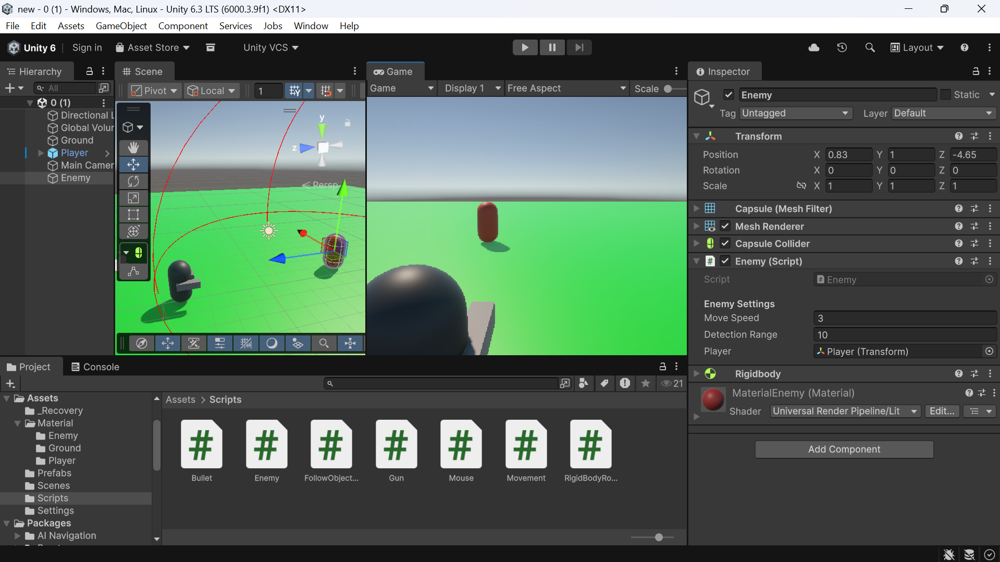 new - 0 (1) - Windows, Mac, Linux - Unity 6.3 LTS (6000.3.9f1) <DX11>
File Edit Assets GameObject Component Services Jobs Window Help
Unity 6 Sign in Asset Store Unity VCS Layout
Hierarchy
All
0 (1)
Directional L
Global Volur
Ground
Player
Main Camer
Enemy
Scene
Pivot Local 1
y
z
Persp
Game
Game Display 1 Free Aspect Scale
Inspector
Enemy Static
Tag Untagged Layer Default
Transform
Position X 0.83 Y 1 Z -4.65
Rotation X 0 Y 0 Z 0
Scale X 1 Y 1 Z 1
Capsule (Mesh Filter)
Mesh Renderer
Capsule Collider
Enemy (Script)
Script Enemy
Enemy Settings
Move Speed 3
Detection Range 10
Player Player (Transform)
Rigidbody
MaterialEnemy (Material)
Shader Universal Render Pipeline/Lit Edit...
Add Component
Project Console
21
Assets
_Recovery
Material
Enemy
Ground
Player
Prefabs
Scenes
Scripts
Settings
Packages
AI Navigation
Assets > Scripts
Bullet Enemy FollowObject... Gun Mouse Movement RigidBodyRo...